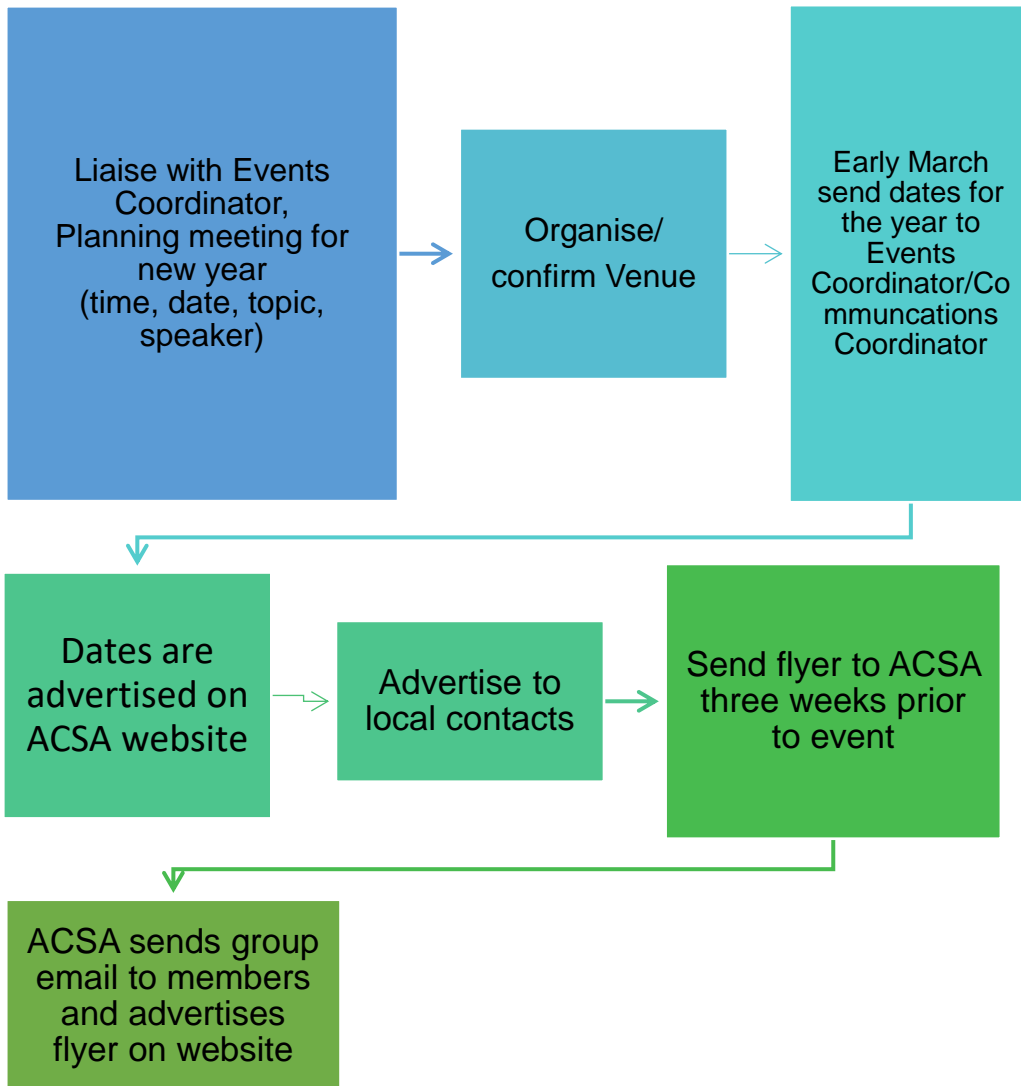 Liaise with Events
Coordinator,
Planning meeting for
new year
(time, date, topic,
speaker)
Organise/
confirm Venue
Early March
send dates for
the year to
Events
Coordinator/Co
mmuncations
Coordinator
Dates are
advertised on
ACSA website
Advertise to
local contacts
Send flyer to ACSA
three weeks prior
to event
ACSA sends group
email to members
and advertises
flyer on website